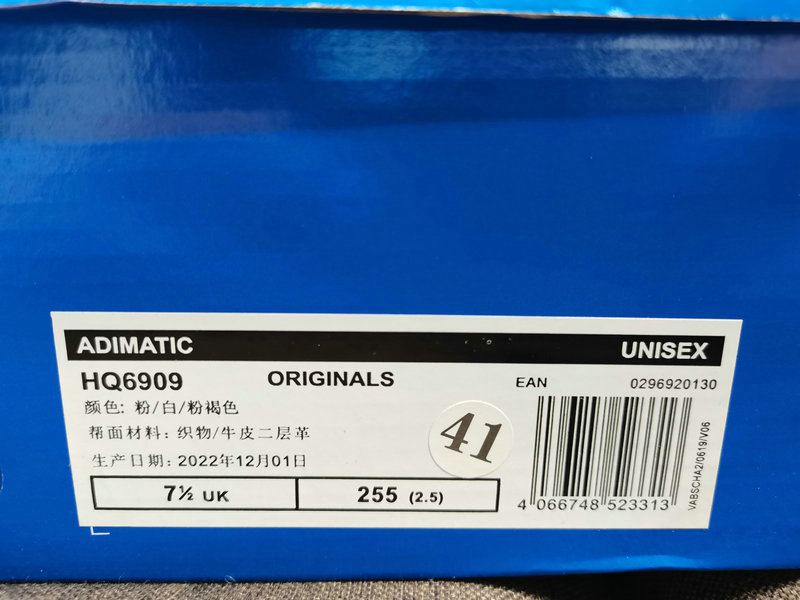 ADIMATIC UNISEX
HQ6909 ORIGINALS EAN 0296920130
颜色: 粉/白/粉褐色
帮面材料: 织物/牛皮二层革
41
生产日期: 2022年12月01日
7½ UK 255 (2.5)
4 066748 523313
VABSCHA2/0619/V06